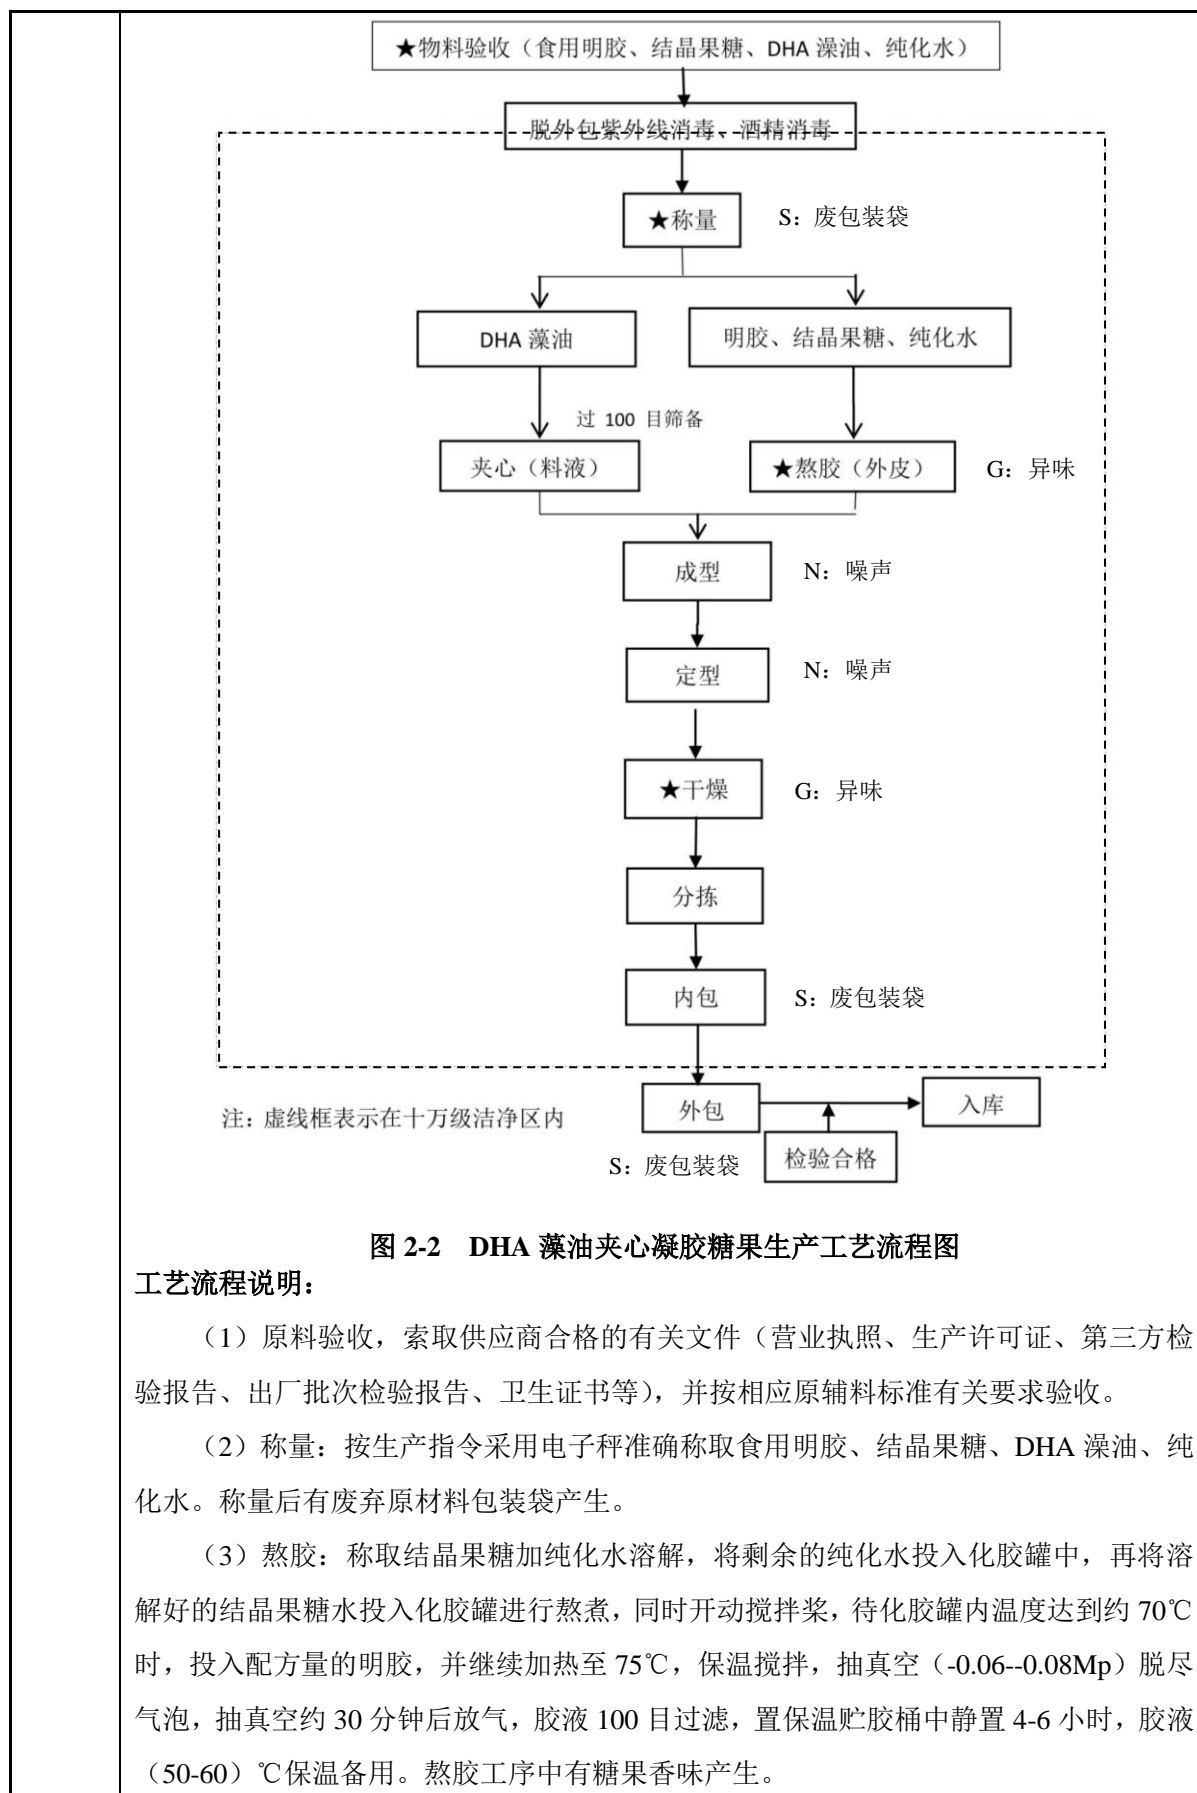 ★物料验收（食用明胶、结晶果糖、DHA 澡油、纯化水）
脱外包紫外线消毒、酒精消毒
★称量
S：废包装袋
DHA 藻油
明胶、结晶果糖、纯化水
过 100 目筛备
夹心（料液）
★熬胶（外皮）
G：异味
成型
N：噪声
定型
N：噪声
★干燥
G：异味
分拣
内包
S：废包装袋
注：虚线框表示在十万级洁净区内
外包
入库
S：废包装袋
检验合格
图 2-2 DHA 藻油夹心凝胶糖果生产工艺流程图
工艺流程说明：
（1）原料验收，索取供应商合格的有关文件（营业执照、生产许可证、第三方检
验报告、出厂批次检验报告、卫生证书等），并按相应原辅料标准有关要求验收。
（2）称量：按生产指令采用电子秤准确称取食用明胶、结晶果糖、DHA 澡油、纯
化水。称量后有废弃原材料包装袋产生。
（3）熬胶：称取结晶果糖加纯化水溶解，将剩余的纯化水投入化胶罐中，再将溶
解好的结晶果糖水投入化胶罐进行熬煮，同时开动搅拌浆，待化胶罐内温度达到约 70℃
时，投入配方量的明胶，并继续加热至 75℃，保温搅拌，抽真空（-0.06--0.08Mp）脱尽
气泡，抽真空约 30 分钟后放气，胶液 100 目过滤，置保温贮胶桶中静置 4-6 小时，胶液
（50-60）℃保温备用。熬胶工序中有糖果香味产生。